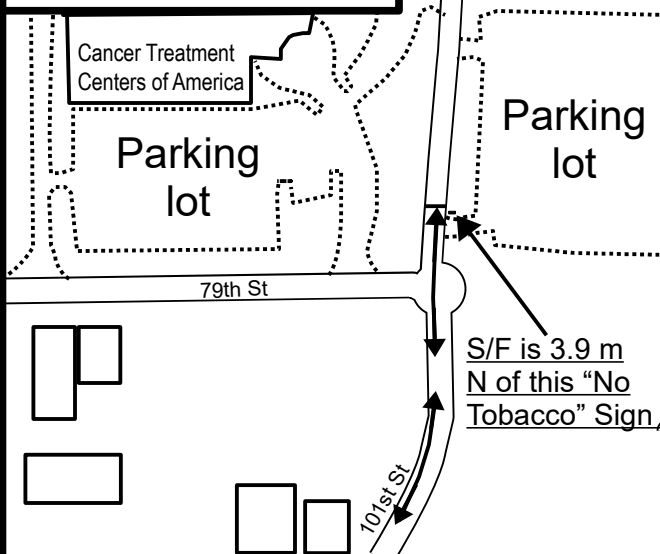 Cancer Treatment
Centers of America
Parking
lot
Parking
lot
79th St
S/F is 3.9 m
N of this “No
Tobacco” Sign
101st St